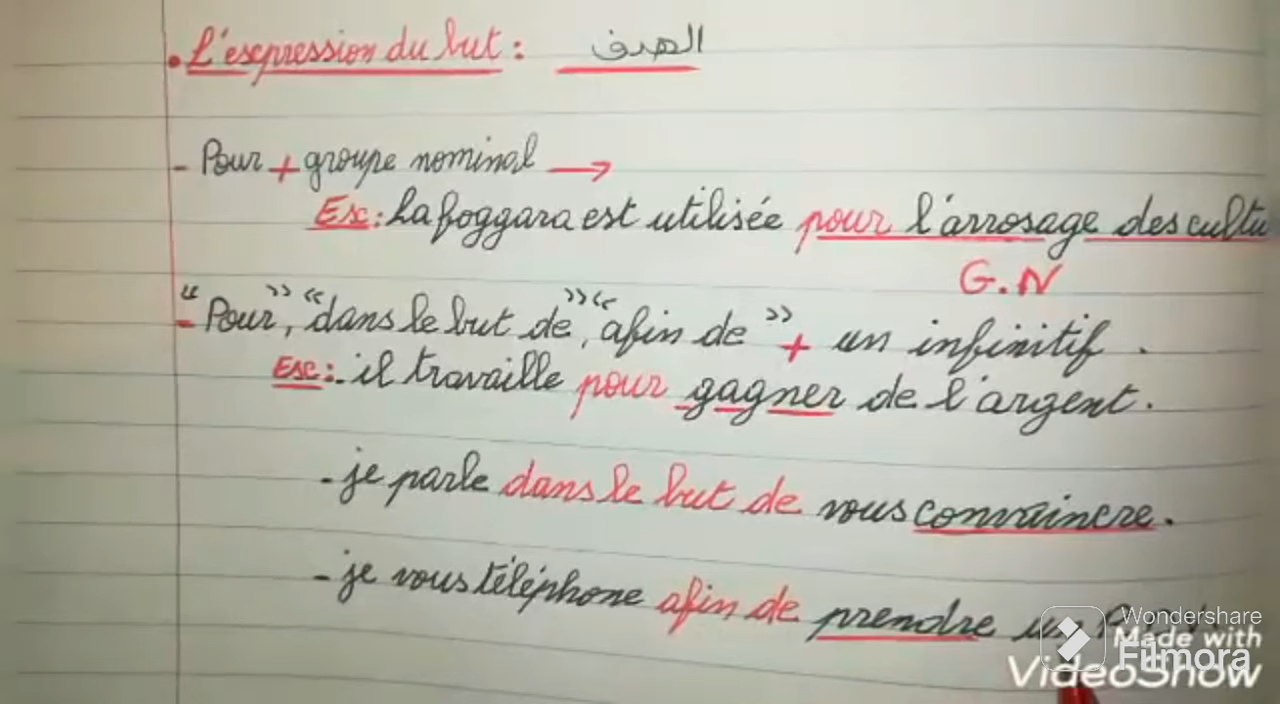 . L'expression du but : الهدف
- Pour + groupe nominal →
Ex: La foggara est utilisée pour l'arrosage des cultu
G.N
- "Pour", "dans le but de", "afin de" + un infinitif.
Ex: - il travaille pour gagner de l'argent.
- je parle dans le but de vous convaincre.
- je vous téléphone afin de prendre un
Wondershare
Filmora
Made with
VideoShow